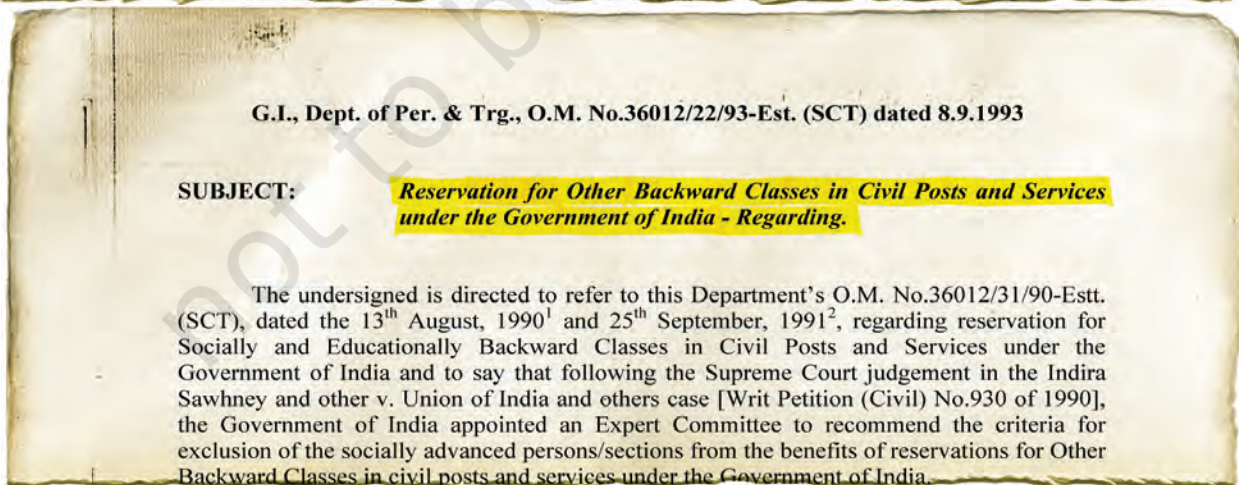 G.I., Dept. of Per. & Trg., O.M. No.36012/22/93-Est. (SCT) dated 8.9.1993
SUBJECT: Reservation for Other Backward Classes in Civil Posts and Services
under the Government of India - Regarding.
The undersigned is directed to refer to this Department's O.M. No.36012/31/90-Estt.
(SCT), dated the 13th August, 1990¹ and 25th September, 1991², regarding reservation for
Socially and Educationally Backward Classes in Civil Posts and Services under the
Government of India and to say that following the Supreme Court judgement in the Indira
Sawhney and other v. Union of India and others case [Writ Petition (Civil) No.930 of 1990],
the Government of India appointed an Expert Committee to recommend the criteria for
exclusion of the socially advanced persons/sections from the benefits of reservations for Other
Backward Classes in civil posts and services under the Government of India.
not to b